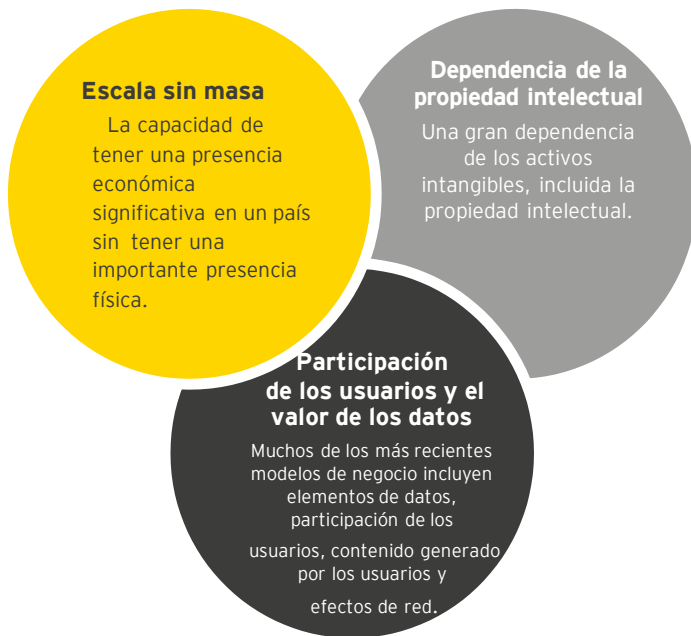 Escala sin masa
La capacidad de
tener una presencia
económica
significativa en un país
sin tener una
importante presencia
física.
Dependencia de la
propiedad intelectual
Una gran dependencia
de los activos
intangibles, incluida la
propiedad intelectual.
Participación
de los usuarios y el
valor de los datos
Muchos de los más recientes
modelos de negocio incluyen
elementos de datos,
participación de los
usuarios, contenido generado
por los usuarios y
efectos de red.